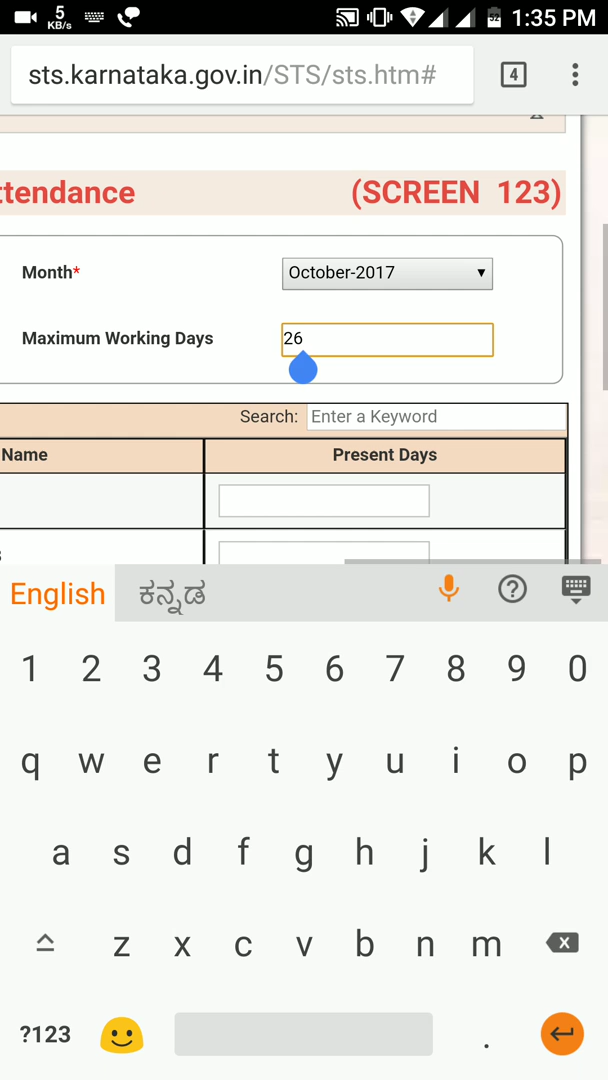 5 KB/s 52 1:35 PM
sts.karnataka.gov.in/STS/sts.htm# 4
ttendance (SCREEN 123)
Month* October-2017
Maximum Working Days 26
Search: Enter a Keyword
Name Present Days
English ಕನ್ನಡ
1 2 3 4 5 6 7 8 9 0
q w e r t y u i o p
a s d f g h j k l
z x c v b n m
?123 .